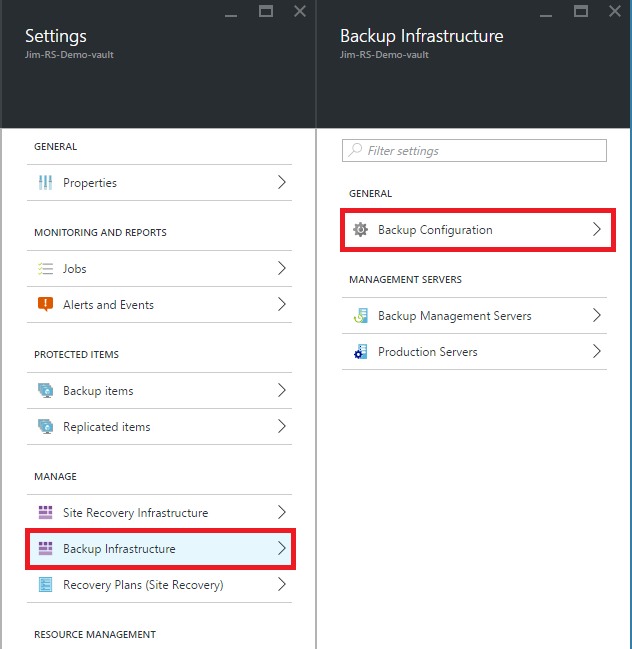 Settings
Jim-RS-Demo-vault
GENERAL
Properties
MONITORING AND REPORTS
Jobs
Alerts and Events
PROTECTED ITEMS
Backup items
Replicated items
MANAGE
Site Recovery Infrastructure
Backup Infrastructure
Recovery Plans (Site Recovery)
RESOURCE MANAGEMENT
Backup Infrastructure
Jim-RS-Demo-vault
Filter settings
GENERAL
Backup Configuration
MANAGEMENT SERVERS
Backup Management Servers
Production Servers